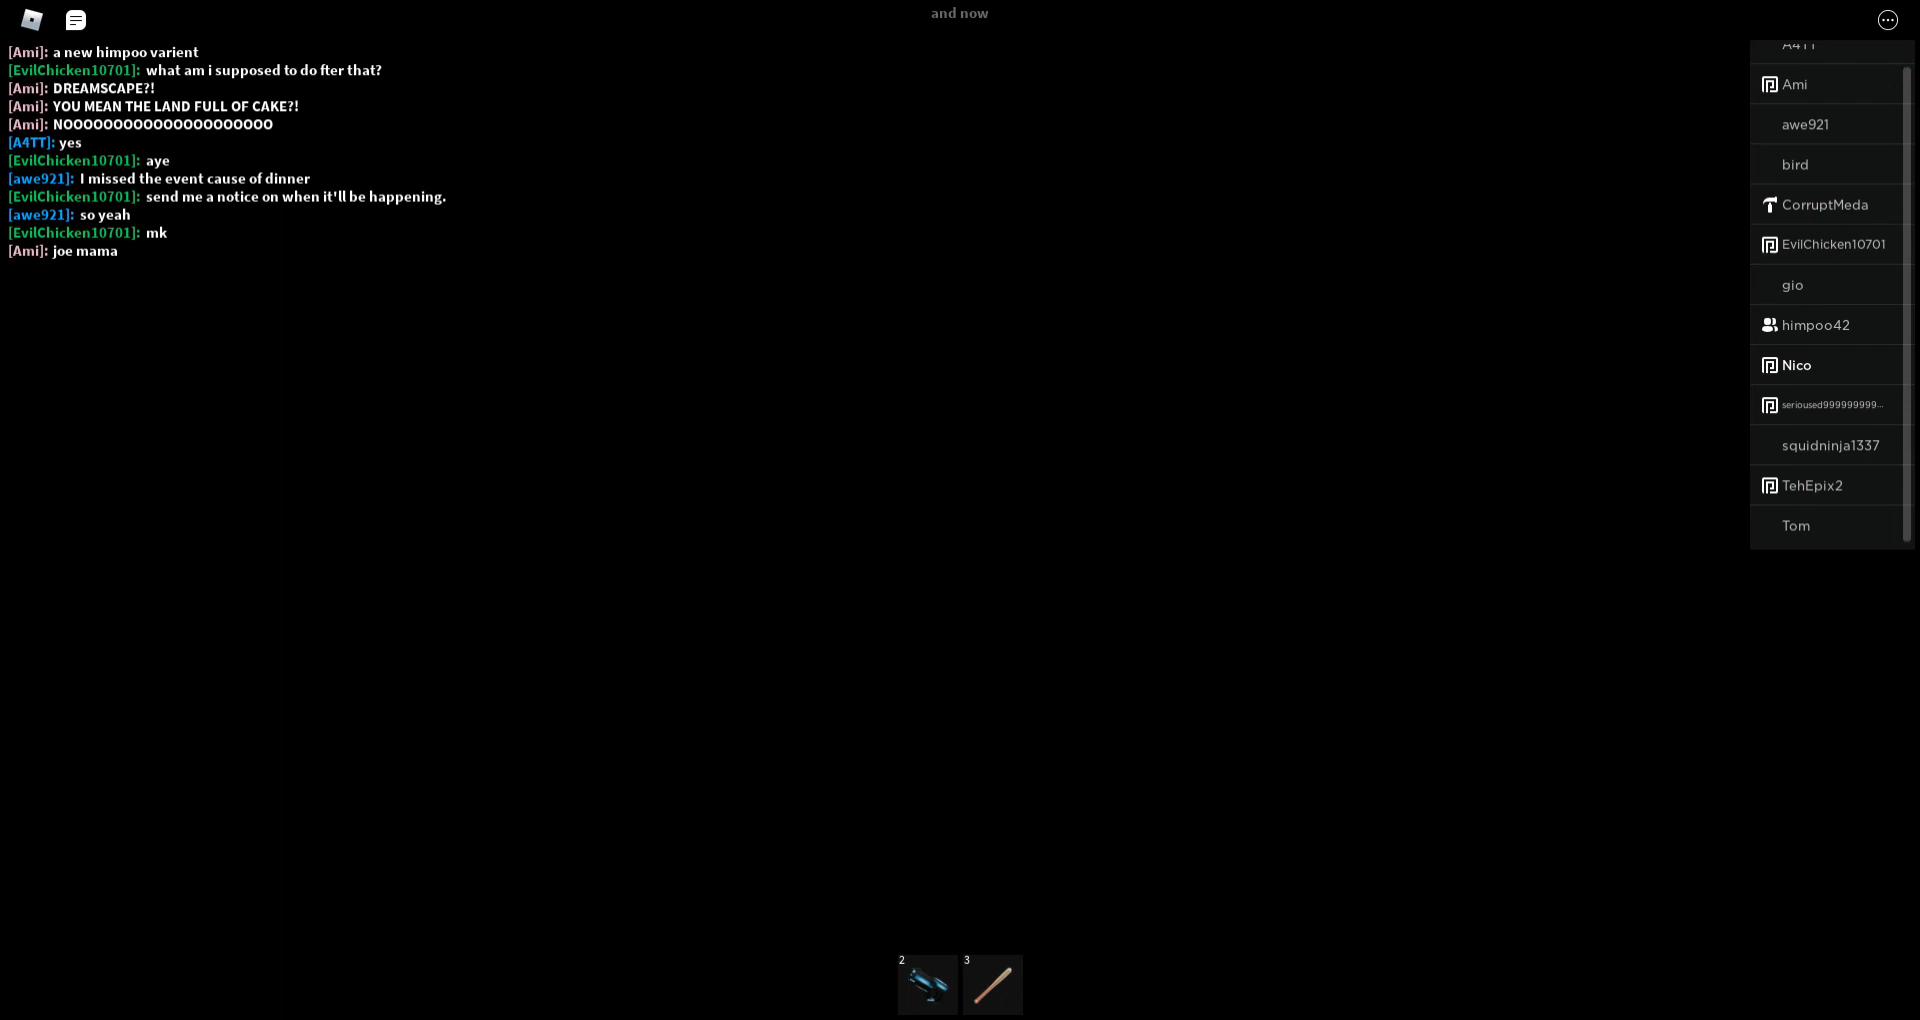 and now
[Ami]: a new himpoo varient
[EvilChicken10701]: what am i supposed to do fter that?
[Ami]: DREAMSCAPE?!
[Ami]: YOU MEAN THE LAND FULL OF CAKE?!
[Ami]: NOOOOOOOOOOOOOOOOOOOOO
[A4TT]: yes
[EvilChicken10701]: aye
[awe921]: I missed the event cause of dinner
[EvilChicken10701]: send me a notice on when it'll be happening.
[awe921]: so yeah
[EvilChicken10701]: mk
[Ami]: joe mama
A4TT
Ami
awe921
bird
CorruptMeda
EvilChicken10701
gio
himpoo42
Nico
serioused999999999...
squidninja1337
TehEpix2
Tom
2
3